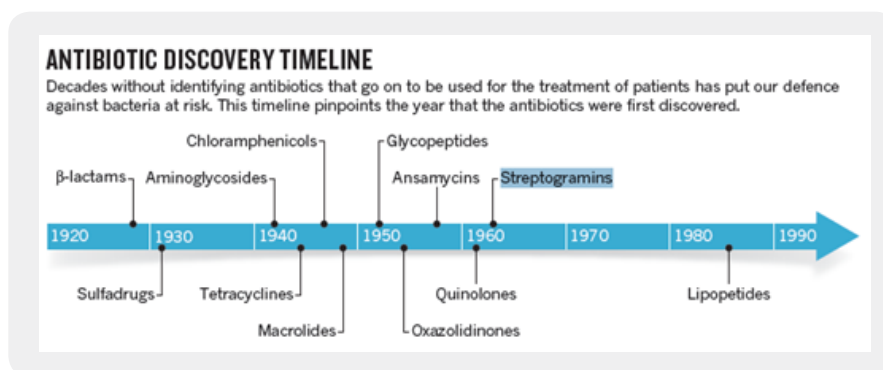 ANTIBIOTIC DISCOVERY TIMELINE
Decades without identifying antibiotics that go on to be used for the treatment of patients has put our defence
against bacteria at risk. This timeline pinpoints the year that the antibiotics were first discovered.
Chloramphenicols
Glycopeptides
β-lactams
Aminoglycosides
Ansamycins
Streptogramins
1920
1930
1940
1950
1960
1970
1980
1990
Sulfadrugs
Tetracyclines
Quinolones
Lipopetides
Macrolides
Oxazolidinones